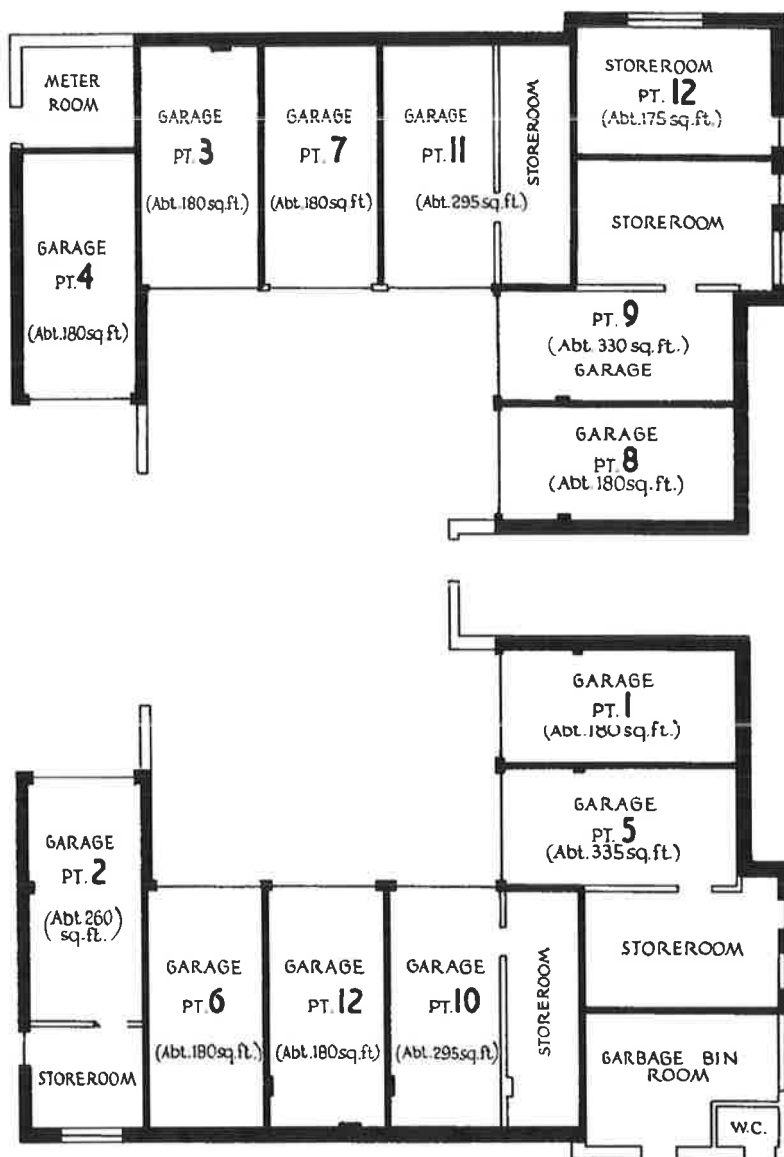 METER
ROOM
GARAGE
PT. 3
(Abt. 180 sq.ft.)
GARAGE
PT. 7
(Abt. 180 sq.ft.)
GARAGE
PT. 11
(Abt. 295 sq.ft.)
STOREROOM
STOREROOM
PT. 12
(Abt. 175 sq.ft.)
STOREROOM
GARAGE
PT. 4
(Abt. 180 sq.ft.)
PT. 9
(Abt. 330 sq.ft.)
GARAGE
GARAGE
PT. 8
(Abt. 180 sq.ft.)
GARAGE
PT. 1
(Abt. 180 sq.ft.)
GARAGE
PT. 5
(Abt. 335 sq.ft.)
STOREROOM
GARAGE
PT. 2
(Abt 260)
sq.ft.
STOREROOM
GARAGE
PT. 6
(Abt. 180 sq.ft.)
GARAGE
PT. 12
(Abt. 180 sq.ft.)
GARAGE
PT. 10
(Abt. 295 sq.ft)
STOREROOM
GARBAGE BIN
ROOM
W.C.